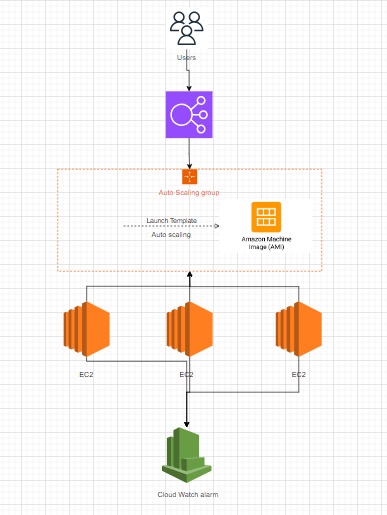 Users
Auto Scaling group
Launch Template
Auto scaling
Amazon Machine
Image (AMI)
EC2
EC2
EC2
Cloud Watch alarm